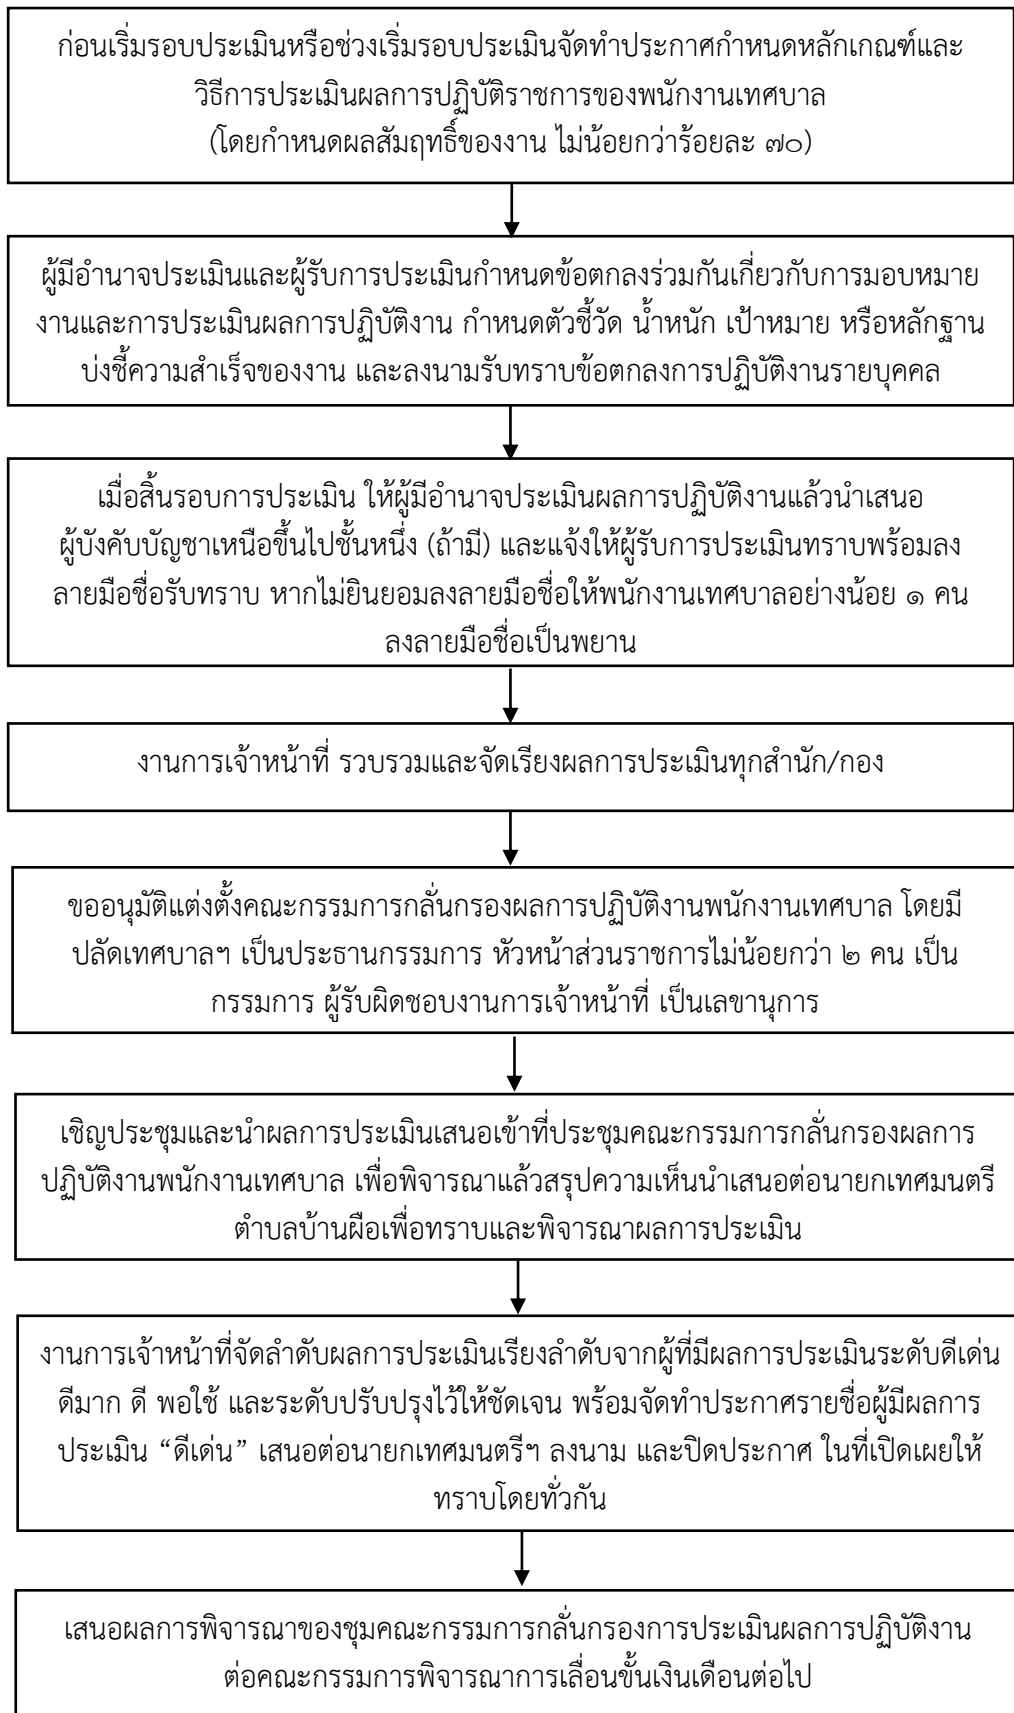 ก่อนเริ่มรอบประเมินหรือช่วงเริ่มรอบประเมินจัดทำประกาศกำหนดหลักเกณฑ์และ
วิธีการประเมินผลการปฏิบัติราชการของพนักงานเทศบาล
(โดยกำหนดผลสัมฤทธิ์ของงาน ไม่น้อยกว่าร้อยละ ๗๐)
ผู้มีอำนาจประเมินและผู้รับการประเมินกำหนดข้อตกลงร่วมกันเกี่ยวกับการมอบหมาย
งานและการประเมินผลการปฏิบัติงาน กำหนดตัวชี้วัด น้ำหนัก เป้าหมาย หรือหลักฐาน
บ่งชี้ความสำเร็จของงาน และลงนามรับทราบข้อตกลงการปฏิบัติงานรายบุคคล
เมื่อสิ้นรอบการประเมิน ให้ผู้มีอำนาจประเมินผลการปฏิบัติงานแล้วนำเสนอ
ผู้บังคับบัญชาเหนือขึ้นไปชั้นหนึ่ง (ถ้ามี) และแจ้งให้ผู้รับการประเมินทราบพร้อมลง
ลายมือชื่อรับทราบ หากไม่ยินยอมลงลายมือชื่อให้พนักงานเทศบาลอย่างน้อย ๑ คน
ลงลายมือชื่อเป็นพยาน
งานการเจ้าหน้าที่ รวบรวมและจัดเรียงผลการประเมินทุกสำนัก/กอง
ขออนุมัติแต่งตั้งคณะกรรมการกลั่นกรองผลการปฏิบัติงานพนักงานเทศบาล โดยมี
ปลัดเทศบาลฯ เป็นประธานกรรมการ หัวหน้าส่วนราชการไม่น้อยกว่า ๒ คน เป็น
กรรมการ ผู้รับผิดชอบงานการเจ้าหน้าที่ เป็นเลขานุการ
เชิญประชุมและนำผลการประเมินเสนอเข้าที่ประชุมคณะกรรมการกลั่นกรองผลการ
ปฏิบัติงานพนักงานเทศบาล เพื่อพิจารณาแล้วสรุปความเห็นนำเสนอต่อนายกเทศมนตรี
ตำบลบ้านผือเพื่อทราบและพิจารณาผลการประเมิน
งานการเจ้าหน้าที่จัดลำดับผลการประเมินเรียงลำดับจากผู้ที่มีผลการประเมินระดับดีเด่น
ดีมาก ดี พอใช้ และระดับปรับปรุงไว้ให้ชัดเจน พร้อมจัดทำประกาศรายชื่อผู้มีผลการ
ประเมิน “ดีเด่น” เสนอต่อนายกเทศมนตรีฯ ลงนาม และปิดประกาศ ในที่เปิดเผยให้
ทราบโดยทั่วกัน
เสนอผลการพิจารณาของชุมคณะกรรมการกลั่นกรองการประเมินผลการปฏิบัติงาน
ต่อคณะกรรมการพิจารณาการเลื่อนขั้นเงินเดือนต่อไป